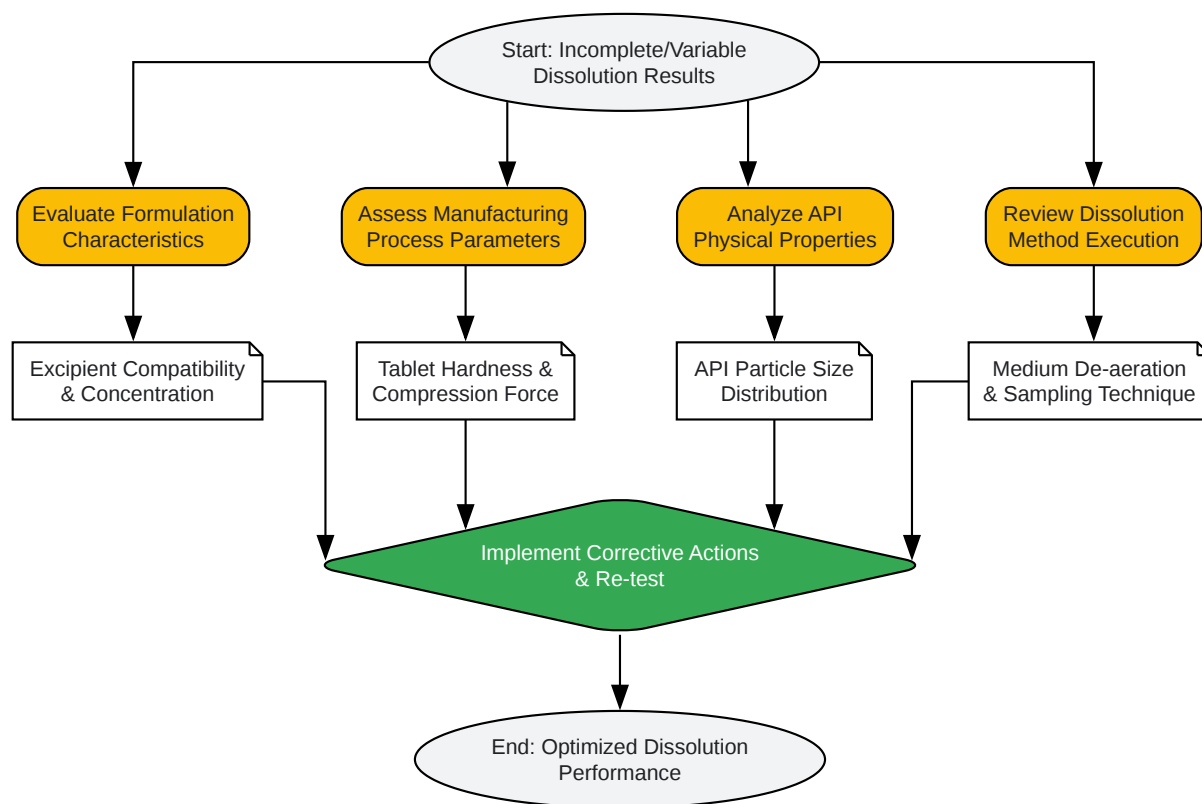 Start: Incomplete/Variable
Dissolution Results
Evaluate Formulation
Characteristics
Assess Manufacturing
Process Parameters
Analyze API
Physical Properties
Review Dissolution
Method Execution
Excipient Compatibility
& Concentration
Tablet Hardness &
Compression Force
API Particle Size
Distribution
Medium De-aeration
& Sampling Technique
Implement Corrective Actions
& Re-test
End: Optimized Dissolution
Performance